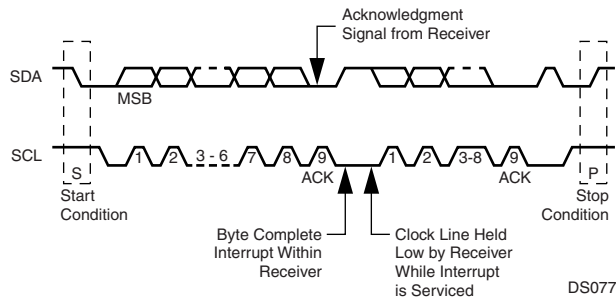 Acknowledgment
Signal from Receiver
SDA
MSB
SCL
S
1
2
3 - 6
7
8
9
ACK
1
2
3-8
9
ACK
P
Start
Condition
Stop
Condition
Byte Complete
Interrupt Within
Receiver
Clock Line Held
Low by Receiver
While Interrupt
is Serviced
DS077